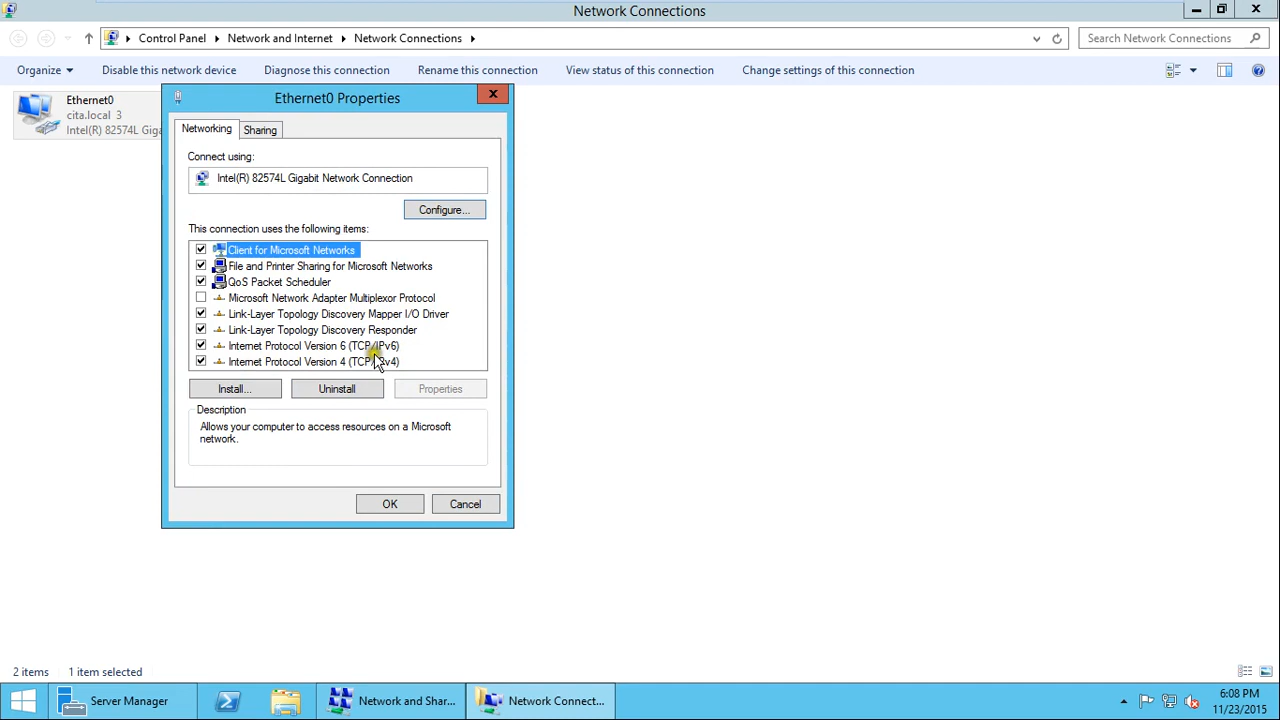 Network Connections
Control Panel Network and Internet Network Connections
Search Network Connections
Organize Disable this network device Diagnose this connection Rename this connection View status of this connection Change settings of this connection
Ethernet0
cita.local 3
Intel(R) 82574L Giga
Ethernet0 Properties
Networking Sharing
Connect using:
Intel(R) 82574L Gigabit Network Connection
Configure...
This connection uses the following items:
Client for Microsoft Networks
File and Printer Sharing for Microsoft Networks
QoS Packet Scheduler
Microsoft Network Adapter Multiplexor Protocol
Link-Layer Topology Discovery Mapper I/O Driver
Link-Layer Topology Discovery Responder
Internet Protocol Version 6 (TCP/IPv6)
Internet Protocol Version 4 (TCP/IPv4)
Install... Uninstall Properties
Description
Allows your computer to access resources on a Microsoft
network.
OK Cancel
2 items 1 item selected
Server Manager Network and Shar... Network Connect... 6:08 PM
11/23/2015